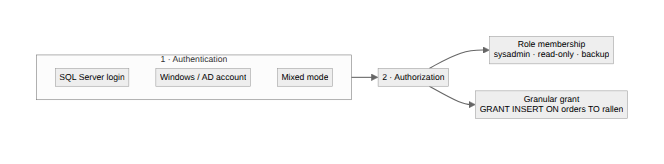 1 · Authentication
SQL Server login
Windows / AD account
Mixed mode
2 · Authorization
Role membership
sysadmin · read-only · backup
Granular grant
GRANT INSERT ON orders TO rallen